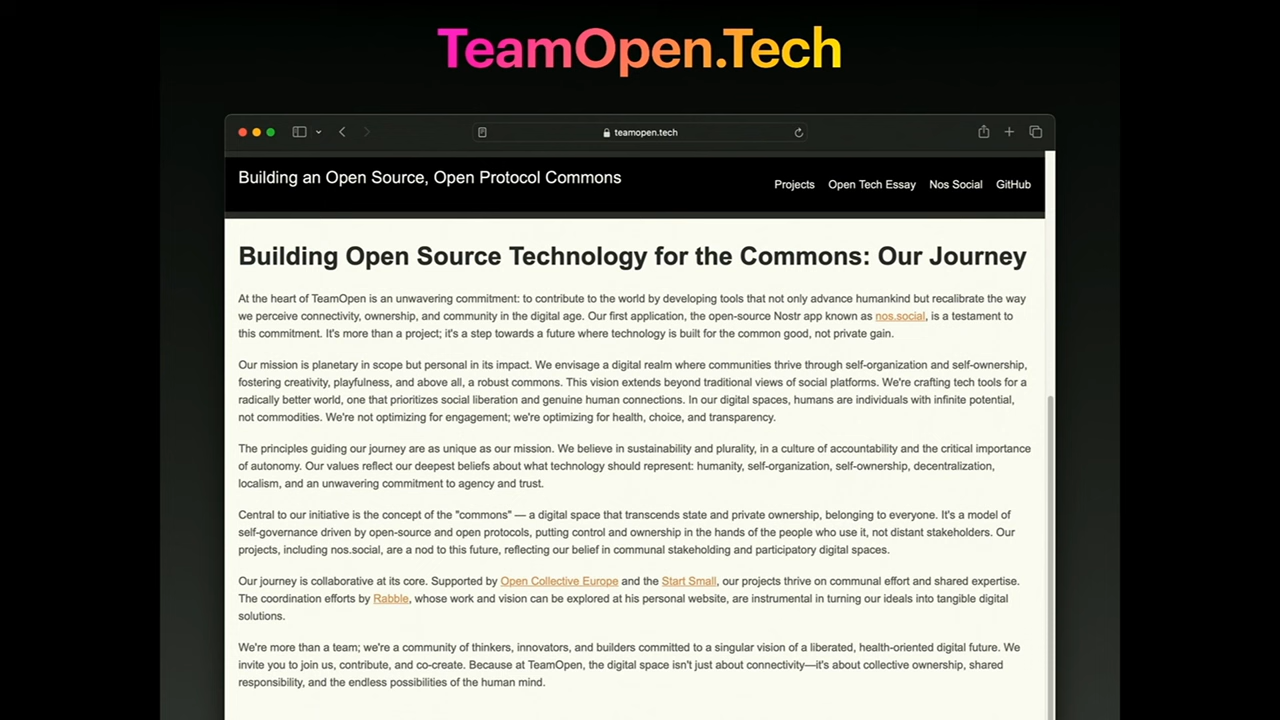 TeamOpen.Tech
teamopen.tech
Building an Open Source, Open Protocol Commons
Projects Open Tech Essay Nos Social GitHub
Building Open Source Technology for the Commons: Our Journey
At the heart of TeamOpen is an unwavering commitment: to contribute to the world by developing tools that not only advance humankind but recalibrate the way
we perceive connectivity, ownership, and community in the digital age. Our first application, the open-source Nostr app known as nos.social, is a testament to
this commitment. It's more than a project; it's a step towards a future where technology is built for the common good, not private gain.
Our mission is planetary in scope but personal in its impact. We envisage a digital realm where communities thrive through self-organization and self-ownership,
fostering creativity, playfulness, and above all, a robust commons. This vision extends beyond traditional views of social platforms. We're crafting tech tools for a
radically better world, one that prioritizes social liberation and genuine human connections. In our digital spaces, humans are individuals with infinite potential,
not commodities. We're not optimizing for engagement; we're optimizing for health, choice, and transparency.
The principles guiding our journey are as unique as our mission. We believe in sustainability and plurality, in a culture of accountability and the critical importance
of autonomy. Our values reflect our deepest beliefs about what technology should represent: humanity, self-organization, self-ownership, decentralization,
localism, and an unwavering commitment to agency and trust.
Central to our initiative is the concept of the "commons" — a digital space that transcends state and private ownership, belonging to everyone. It's a model of
self-governance driven by open-source and open protocols, putting control and ownership in the hands of the people who use it, not distant stakeholders. Our
projects, including nos.social, are a nod to this future, reflecting our belief in communal stakeholding and participatory digital spaces.
Our journey is collaborative at its core. Supported by Open Collective Europe and the Start Small, our projects thrive on communal effort and shared expertise.
The coordination efforts by Rabble, whose work and vision can be explored at his personal website, are instrumental in turning our ideals into tangible digital
solutions.
We're more than a team; we're a community of thinkers, innovators, and builders committed to a singular vision of a liberated, health-oriented digital future. We
invite you to join us, contribute, and co-create. Because at TeamOpen, the digital space isn't just about connectivity—it's about collective ownership, shared
responsibility, and the endless possibilities of the human mind.